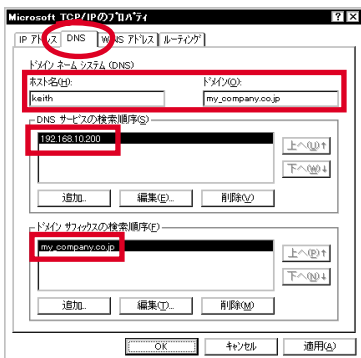 Microsoft TCP/IPのプロパティ
IP アドレス DNS WINS アドレス ルーティング
ドメイン ネーム システム (DNS)
ホスト名(H): ドメイン(O):
keith my_company.co.jp
DNS サービスの検索順序(S)
192.168.10.200
上へ(U)↑
下へ(W)↓
追加... 編集(E)... 削除(V)
ドメイン サフィックスの検索順序(F)
my_company.co.jp
上へ(P)↑
下へ(N)↓
追加... 編集(T)... 削除(M)
OK キャンセル 適用(A)